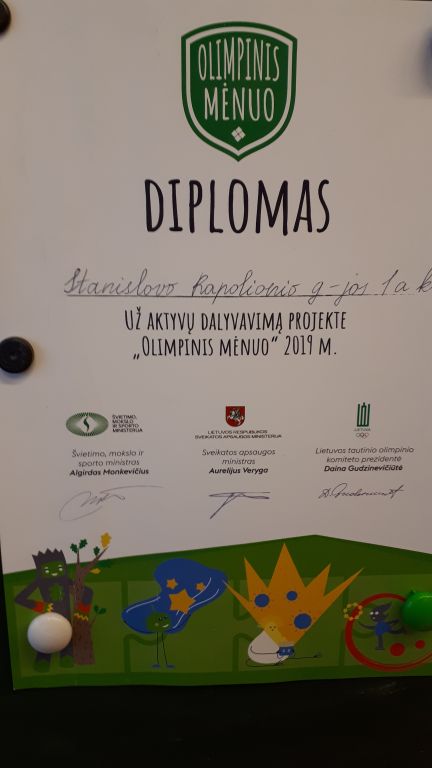 OLIMPINIS
MĖNUO
DIPLOMAS
Stanislovo Rapolionio g-jos 1a k
UŽ AKTYVŲ DALYVAVIMĄ PROJEKTE
„OLIMPINIS MĖNUO“ 2019 M.
ŠVIETIMO,
MOKSLO
IR SPORTO
MINISTERIJA
Švietimo, mokslo ir
sporto ministras
Algirdas Monkevičius
LIETUVOS RESPUBLIKOS
SVEIKATOS APSAUGOS MINISTERIJA
Sveikatos apsaugos
ministras
Aurelijus Veryga
LIETUVA
Lietuvos tautinio olimpinio
komiteto prezidentė
Daina Gudzinevičiūtė